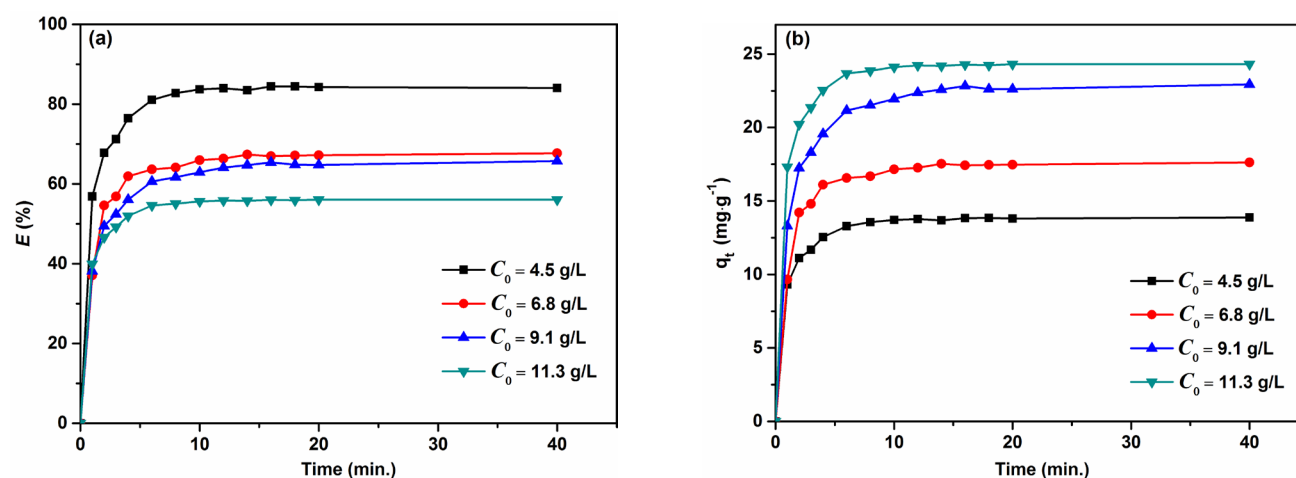 (a)
100
80
60
40
20
0
E (%)
0 10 20 30 40
Time (min.)
C₀ = 4.5 g/L
C₀ = 6.8 g/L
C₀ = 9.1 g/L
C₀ = 11.3 g/L
(b)
25
20
15
10
5
0
qₜ (mg·g⁻¹)
0 10 20 30 40
Time (min.)
C₀ = 4.5 g/L
C₀ = 6.8 g/L
C₀ = 9.1 g/L
C₀ = 11.3 g/L